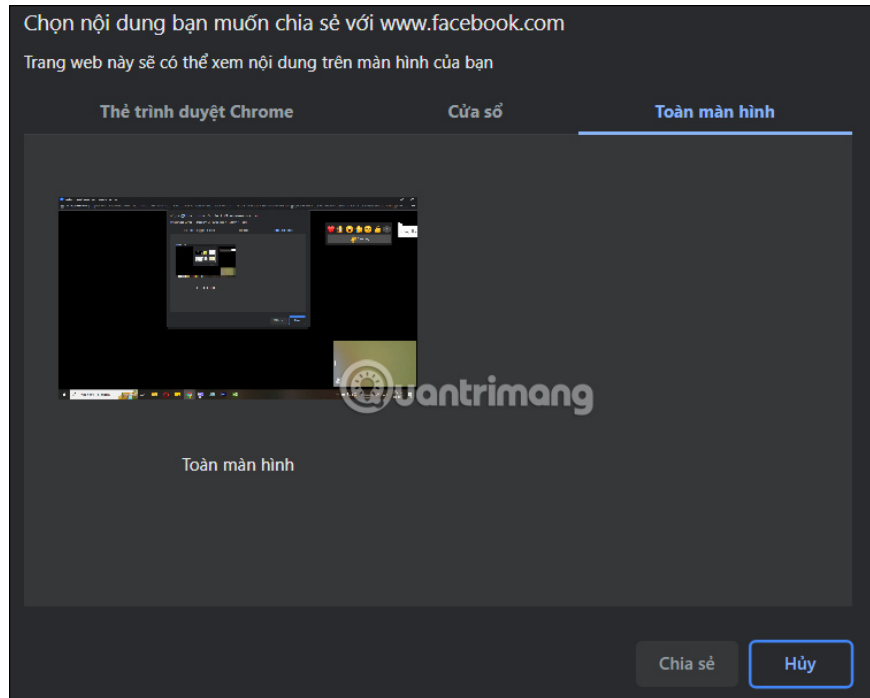 Chọn nội dung bạn muốn chia sẻ với www.facebook.com
Trang web này sẽ có thể xem nội dung trên màn hình của bạn
Thẻ trình duyệt Chrome
Cửa sổ
Toàn màn hình
Quantrimang
Toàn màn hình
Chia sẻ
Hủy